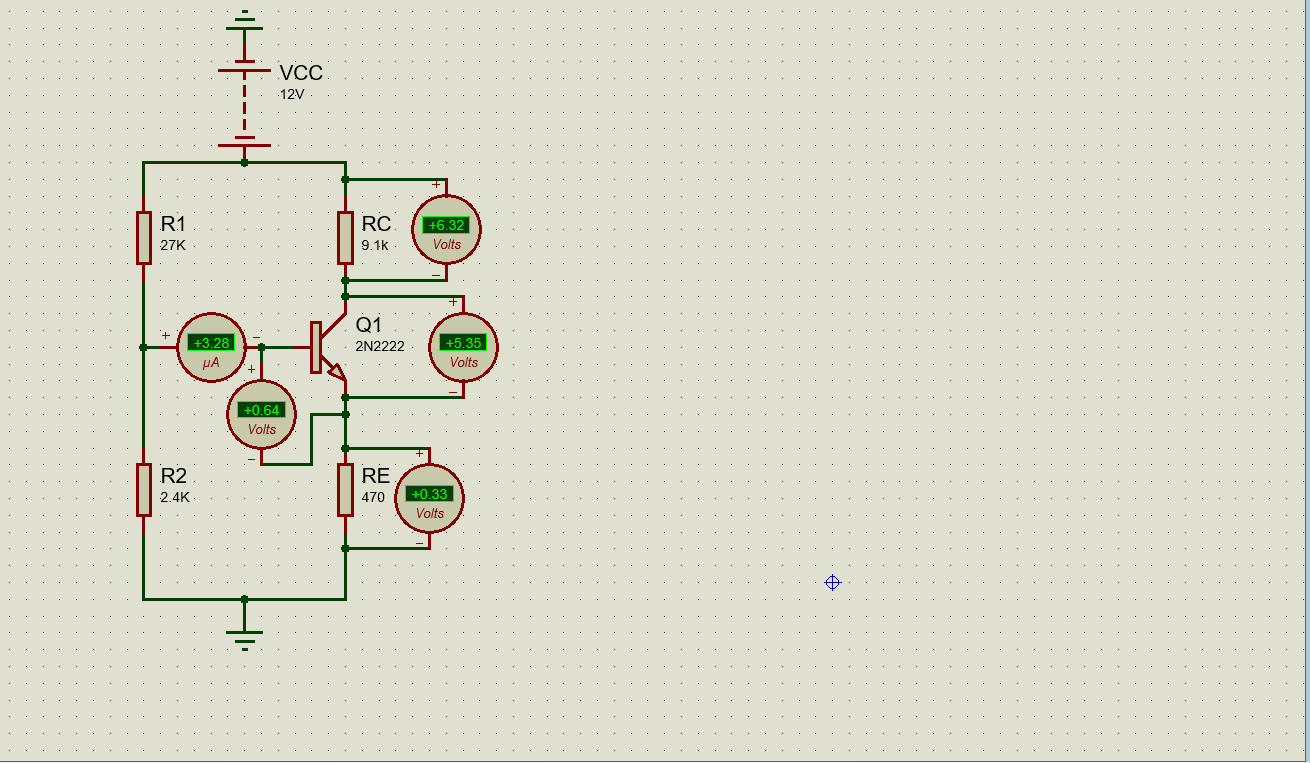 VCC
12V
+
R1
27K
RC
9.1k
+6.32
Volts
−
+
Q1
2N2222
+5.35
Volts
−
+
+3.28
µA
−
+
+0.64
Volts
−
R2
2.4K
RE
470
+
+0.33
Volts
−